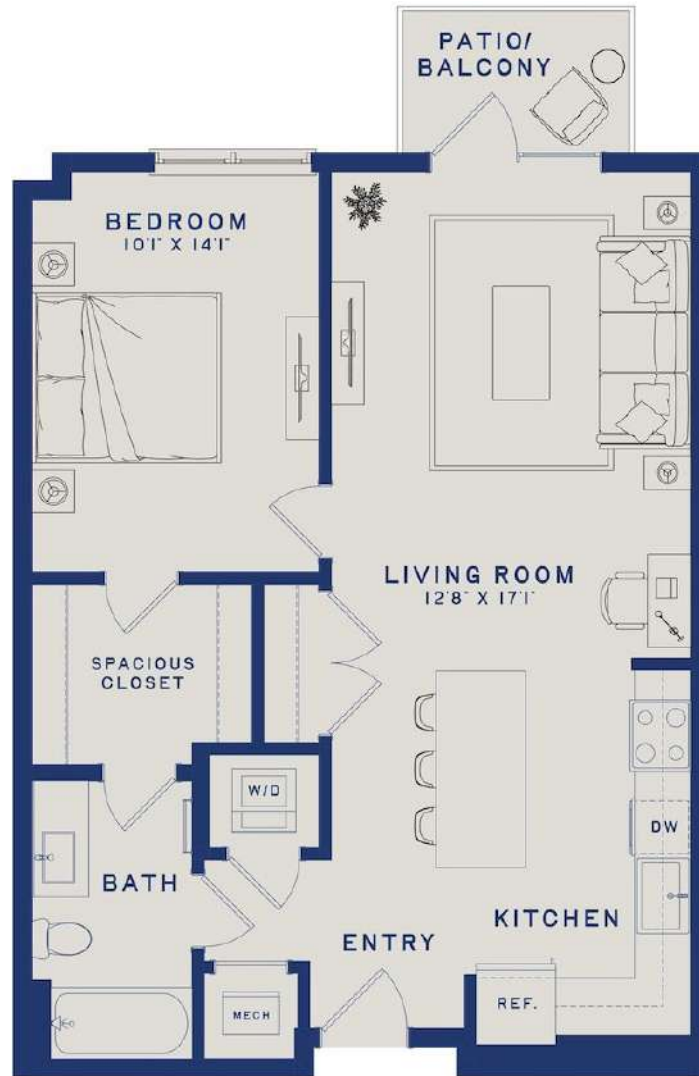 PATIO/
BALCONY
BEDROOM
10'1" X 14'1"
LIVING ROOM
12'8" X 17'1"
SPACIOUS
CLOSET
W/D
DW
BATH
KITCHEN
ENTRY
REF.
MECH